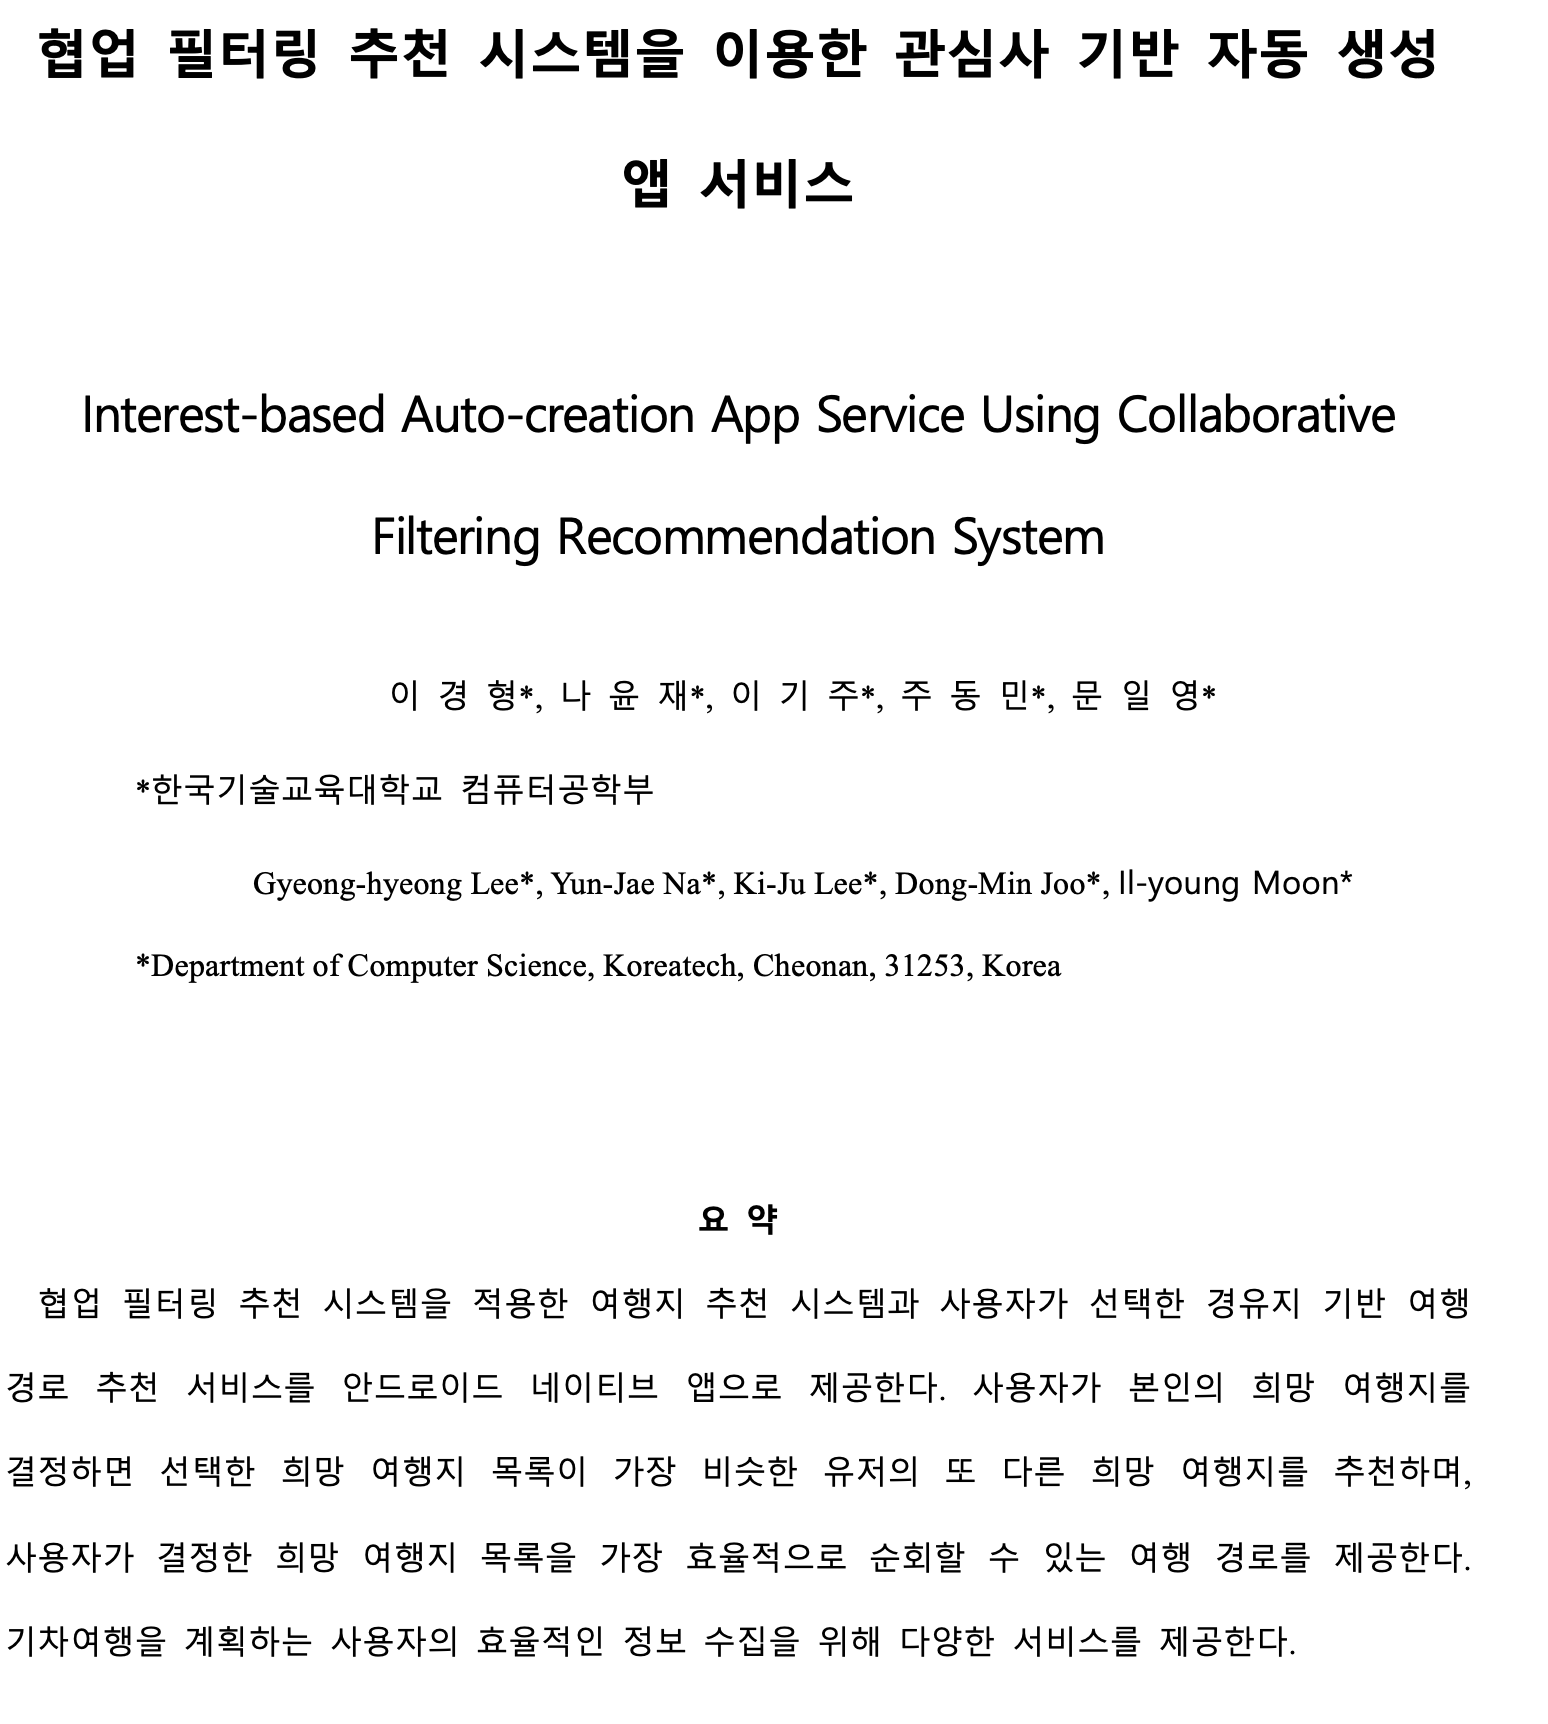 협업 필터링 추천 시스템을 이용한 관심사 기반 자동 생성
앱 서비스
Interest-based Auto-creation App Service Using Collaborative
Filtering Recommendation System
이 경 형*, 나 윤 재*, 이 기 주*, 주 동 민*, 문 일 영*
*한국기술교육대학교 컴퓨터공학부
Gyeong-hyeong Lee*, Yun-Jae Na*, Ki-Ju Lee*, Dong-Min Joo*, Il-young Moon*
*Department of Computer Science, Koreatech, Cheonan, 31253, Korea
요 약
협업 필터링 추천 시스템을 적용한 여행지 추천 시스템과 사용자가 선택한 경유지 기반 여행
경로 추천 서비스를 안드로이드 네이티브 앱으로 제공한다. 사용자가 본인의 희망 여행지를
결정하면 선택한 희망 여행지 목록이 가장 비슷한 유저의 또 다른 희망 여행지를 추천하며,
사용자가 결정한 희망 여행지 목록을 가장 효율적으로 순회할 수 있는 여행 경로를 제공한다.
기차여행을 계획하는 사용자의 효율적인 정보 수집을 위해 다양한 서비스를 제공한다.